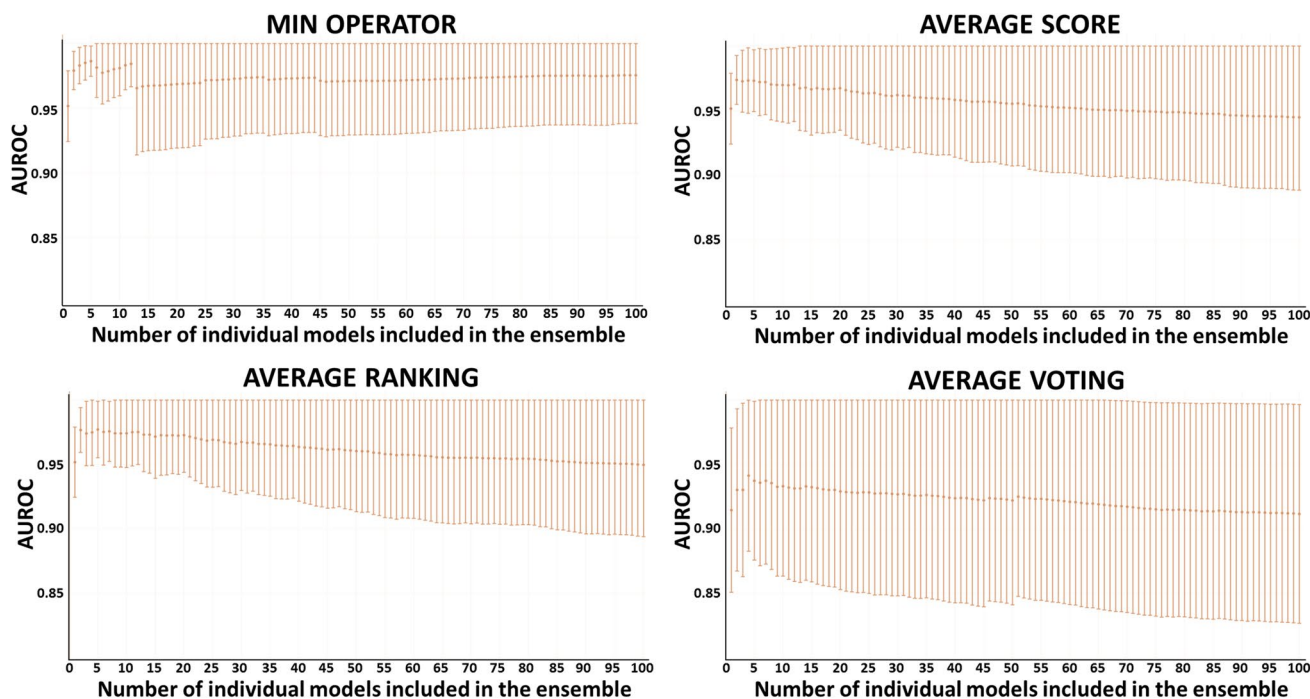 MIN OPERATOR
AUROC
0.95
0.90
0.85
0 5 10 15 20 25 30 35 40 45 50 55 60 65 70 75 80 85 90 95 100
Number of individual models included in the ensemble
AVERAGE SCORE
AUROC
0.95
0.90
0.85
0 5 10 15 20 25 30 35 40 45 50 55 60 65 70 75 80 85 90 95 100
Number of individual models included in the ensemble
AVERAGE RANKING
AUROC
0.95
0.90
0.85
0 5 10 15 20 25 30 35 40 45 50 55 60 65 70 75 80 85 90 95 100
Number of individual models included in the ensemble
AVERAGE VOTING
AUROC
0.95
0.90
0.85
0 5 10 15 20 25 30 35 40 45 50 55 60 65 70 75 80 85 90 95 100
Number of individual models included in the ensemble